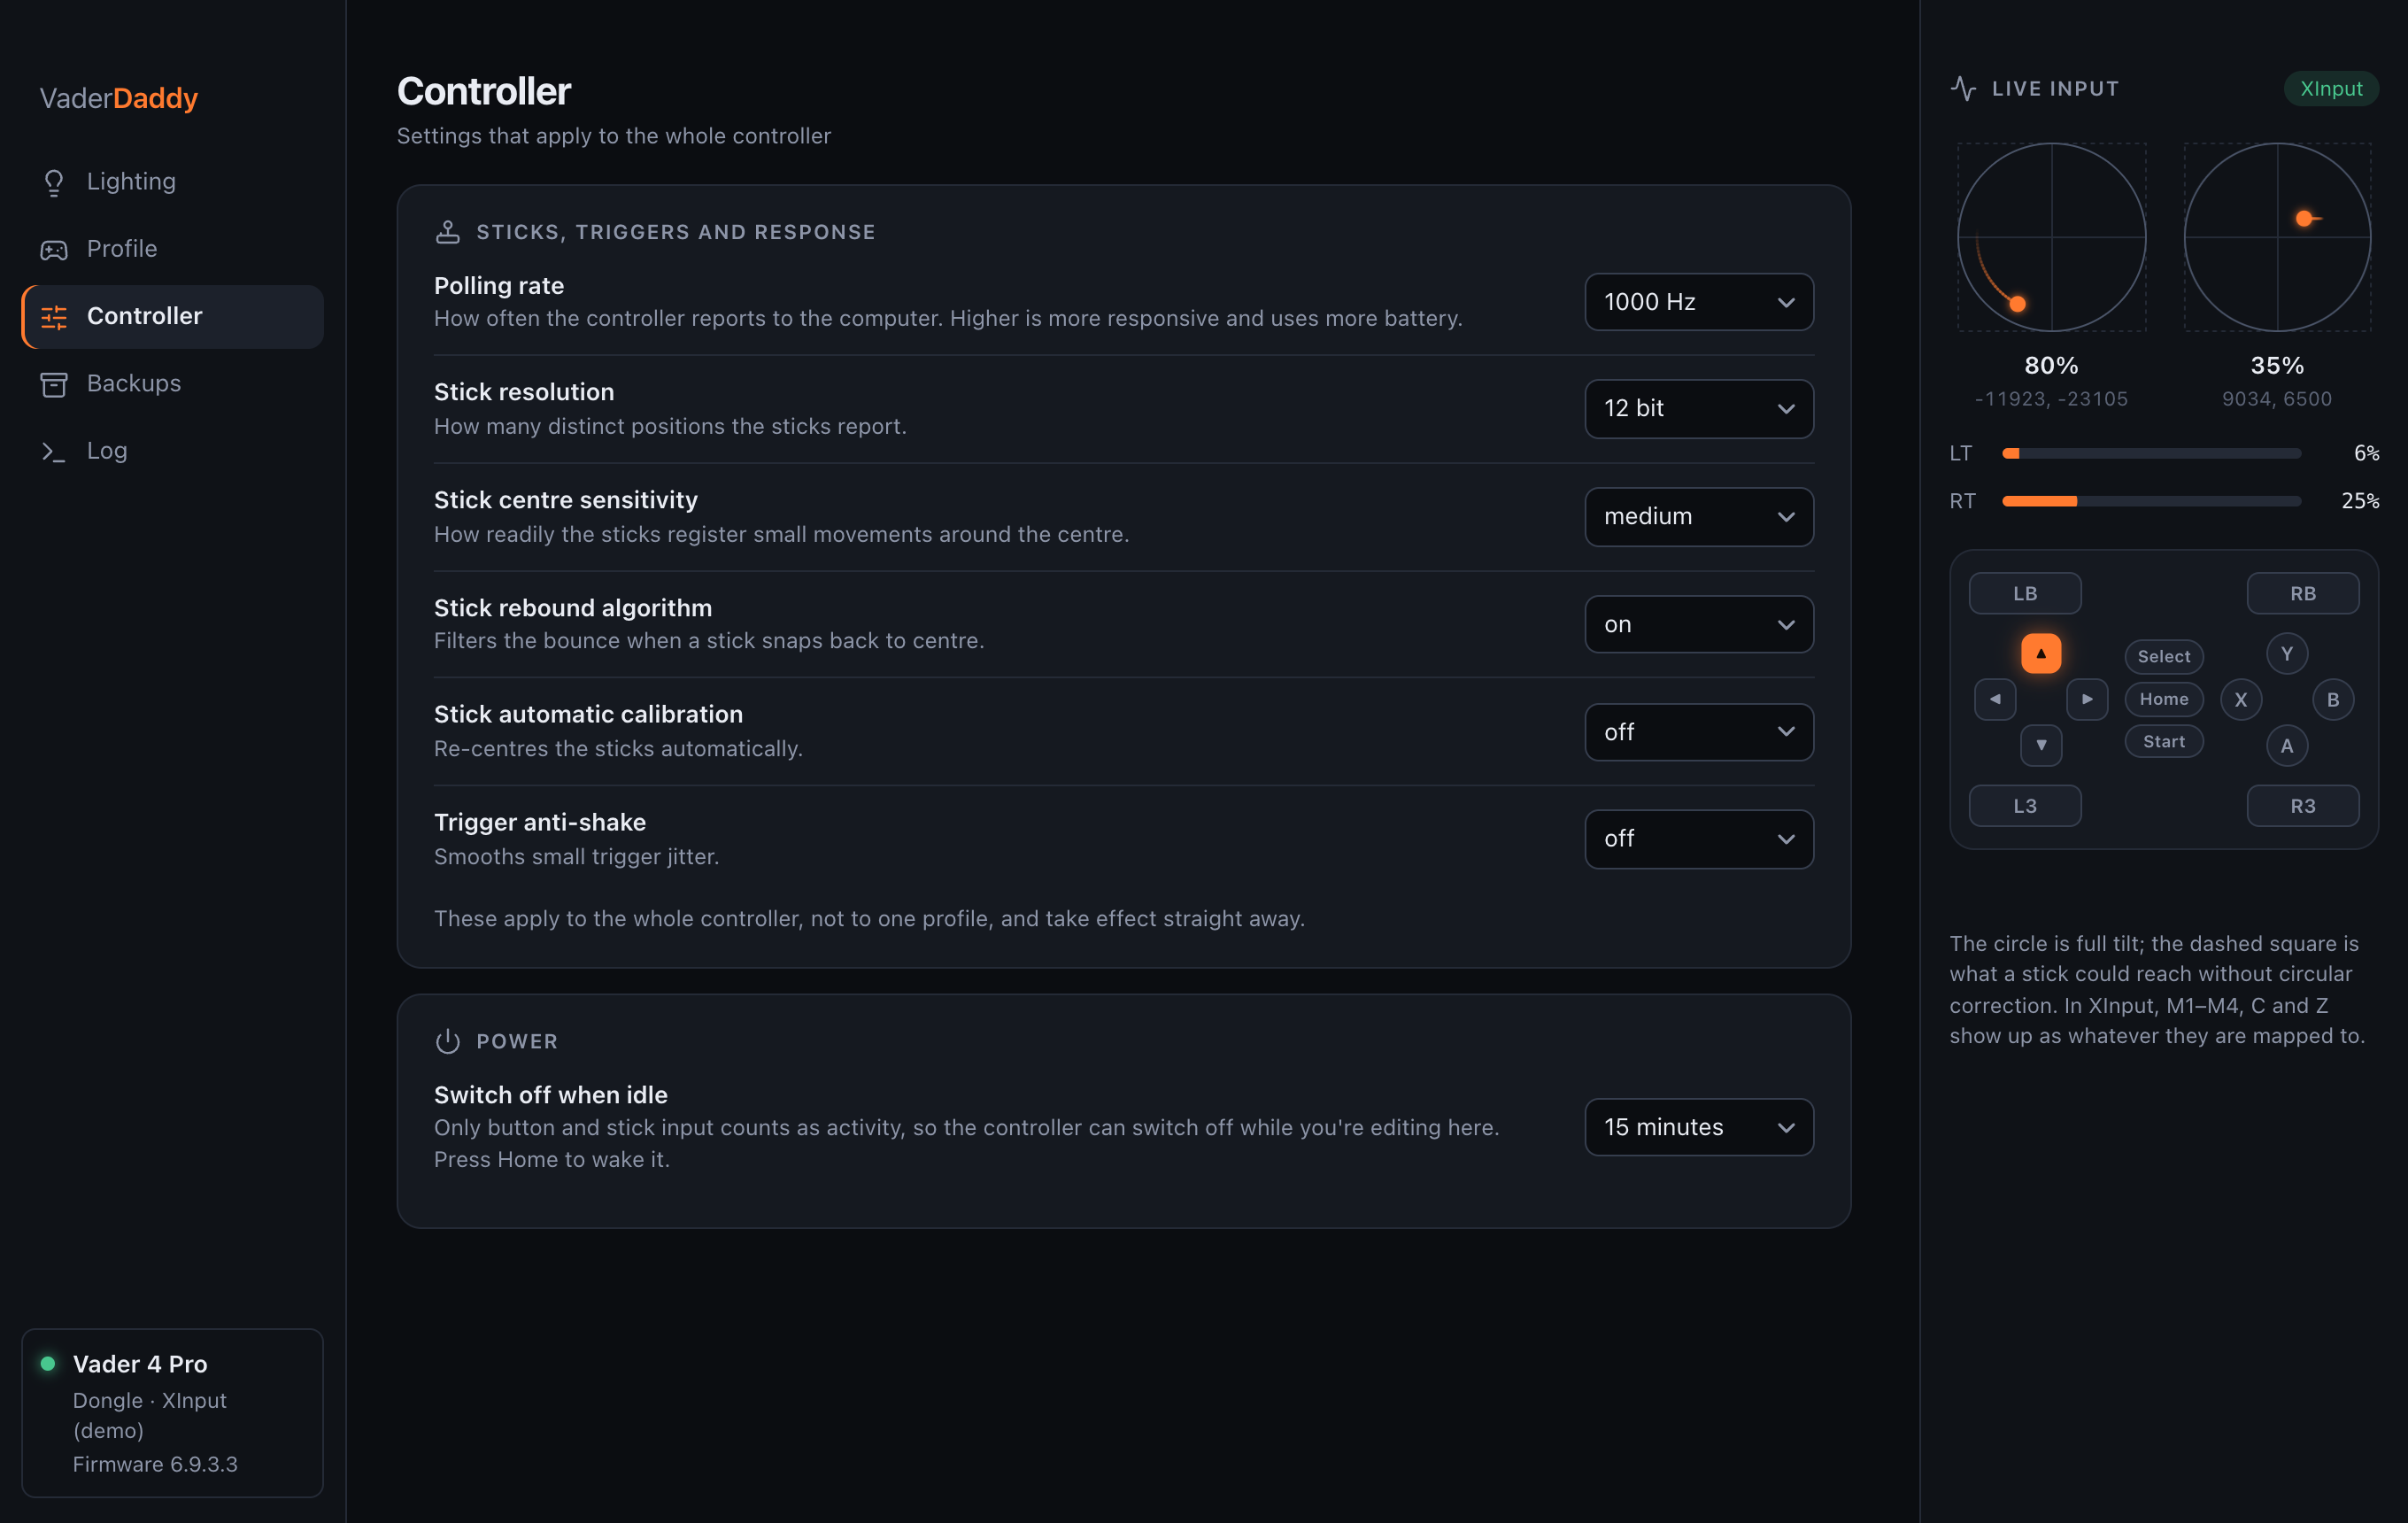 VaderDaddy
Lighting
Profile
Controller
Backups
Log
Vader 4 Pro
Dongle · XInput
(demo)
Firmware 6.9.3.3
Controller
Settings that apply to the whole controller
STICKS, TRIGGERS AND RESPONSE
Polling rate
How often the controller reports to the computer. Higher is more responsive and uses more battery.
1000 Hz
Stick resolution
How many distinct positions the sticks report.
12 bit
Stick centre sensitivity
How readily the sticks register small movements around the centre.
medium
Stick rebound algorithm
Filters the bounce when a stick snaps back to centre.
on
Stick automatic calibration
Re-centres the sticks automatically.
off
Trigger anti-shake
Smooths small trigger jitter.
off
These apply to the whole controller, not to one profile, and take effect straight away.
POWER
Switch off when idle
Only button and stick input counts as activity, so the controller can switch off while you're editing here.
Press Home to wake it.
15 minutes
LIVE INPUT
XInput
80%
-11923, -23105
35%
9034, 6500
LT 6%
RT 25%
LB
RB
Select
Y
Home
X
B
Start
A
L3
R3
The circle is full tilt; the dashed square is
what a stick could reach without circular
correction. In XInput, M1–M4, C and Z
show up as whatever they are mapped to.